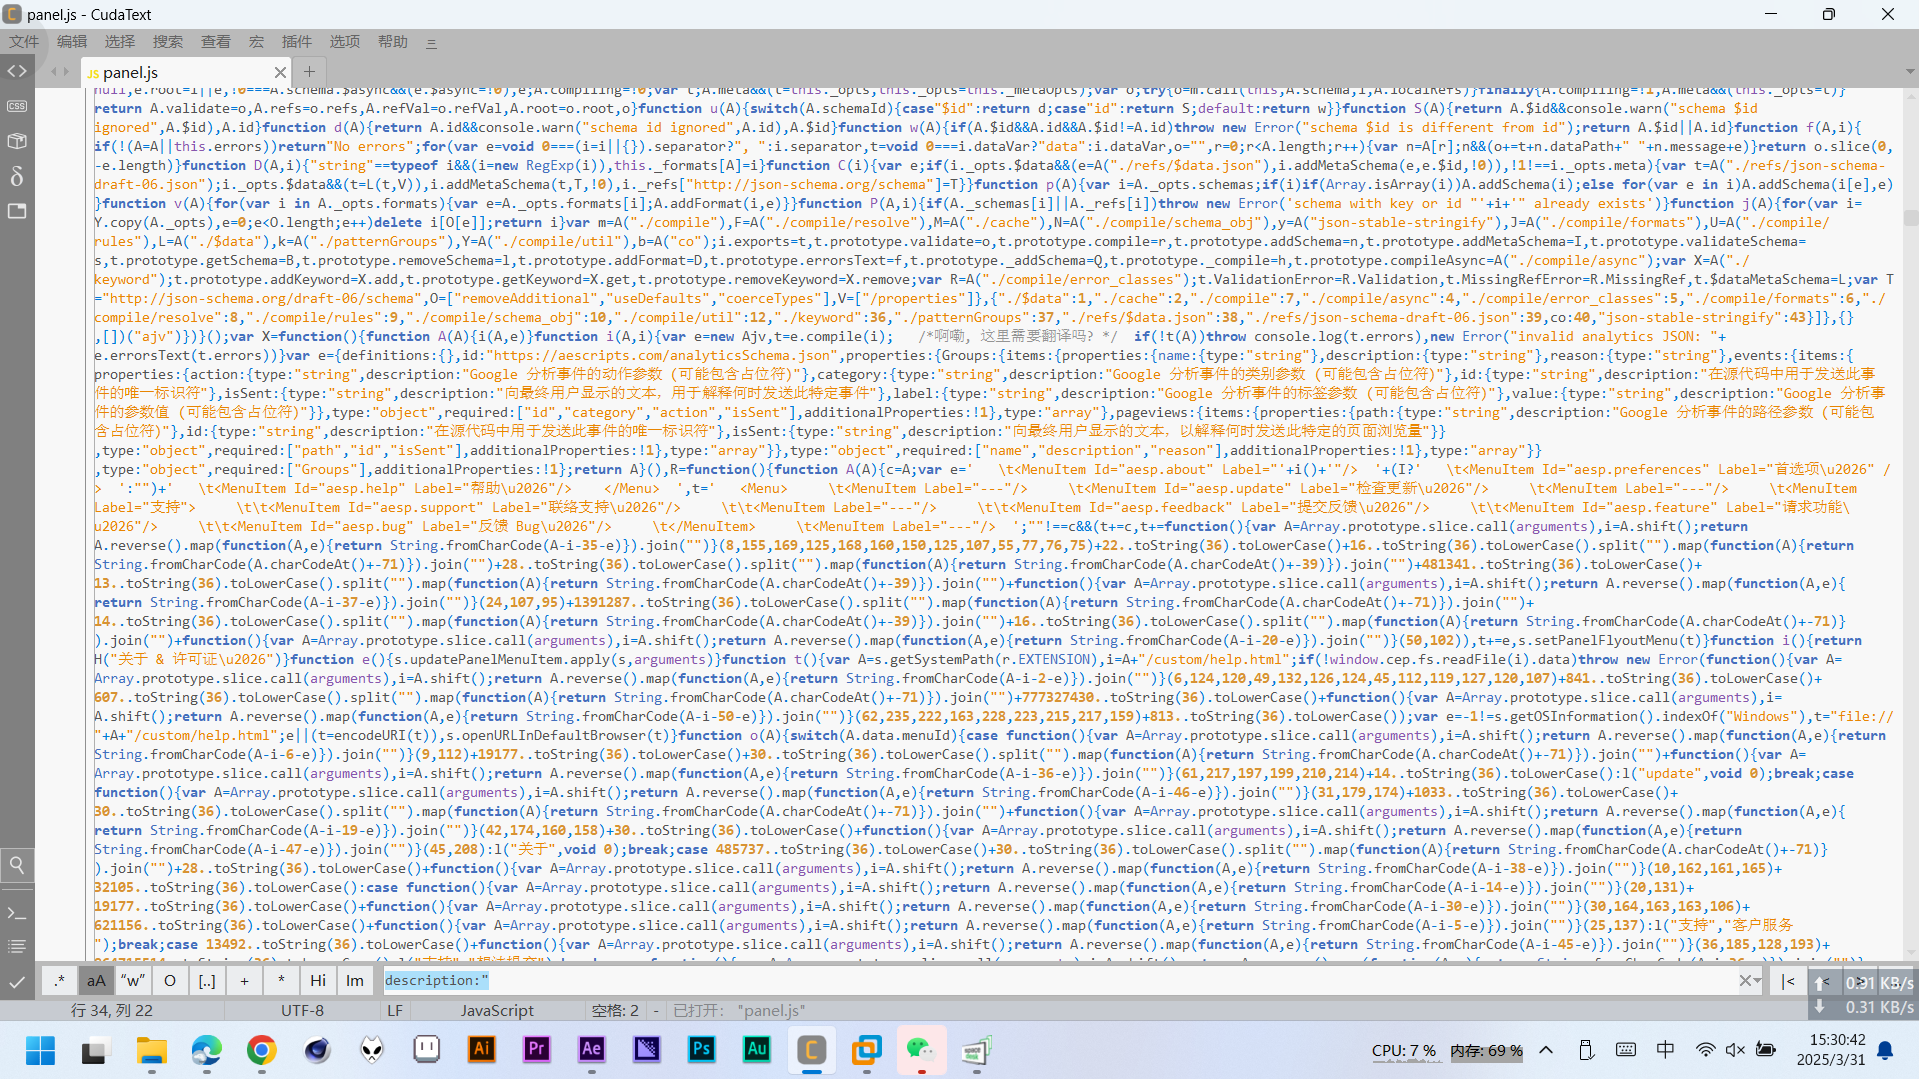 panel.js - CudaText
文件 编辑 选择 搜索 查看 宏 插件 选项 帮助
JS panel.js
return A.validate=o,A.refs=o.refs,A.refVal=o.refVal,A.root=o.root,o}function u(A){switch(A.schemaId){case"$id":return d;case"id":return S;default:return w}}function S(A){return A.$id&&console.warn("schema $id
ignored",A.$id),A.id}function d(A){return A.id&&console.warn("schema id ignored",A.id),A.$id}function w(A){if(A.$id&&A.id&&A.$id!=A.id)throw new Error("schema $id is different from id");return A.$id||A.id}function f(A,i){
if(!(A=A||this.errors))return"No errors";for(var e=void 0===(i=i||{}).separator?", ":i.separator,t=void 0===i.dataVar?"data":i.dataVar,o="",r=0;r<A.length;r++){var n=A[r];n&&(o+=t+n.dataPath+" "+n.message+e)}return o.slice(0,
-e.length)}function D(A,i){"string"==typeof i&&(i=new RegExp(i)),this._formats[A]=i}function C(i){var e;if(i._opts.$data&&(e=A("./refs/$data.json"),i.addMetaSchema(e,e.$id,!0)),!1!==i._opts.meta){var t=A("./refs/json-schema-
draft-06.json");i._opts.$data&&(t=L(t,V)),i.addMetaSchema(t,T,!0),i._refs["http://json-schema.org/schema"]=T}}function p(A){var i=A._opts.schemas;if(i)if(Array.isArray(i))A.addSchema(i);else for(var e in i)A.addSchema(i[e],e)
}function v(A){for(var i in A._opts.formats){var e=A._opts.formats[i];A.addFormat(i,e)}}function P(A,i){if(A._schemas[i]||A._refs[i])throw new Error('schema with key or id "'+i+'" already exists')}function j(A){for(var i=
Y.copy(A._opts),e=0;e<O.length;e++)delete i[O[e]];return i}var m=A("./compile"),F=A("./compile/resolve"),M=A("./cache"),N=A("./compile/schema_obj"),y=A("json-stable-stringify"),J=A("./compile/formats"),U=A("./compile/
rules"),L=A("./$data"),k=A("./patternGroups"),Y=A("./compile/util"),b=A("co");i.exports=t,t.prototype.validate=o,t.prototype.compile=r,t.prototype.addSchema=n,t.prototype.addMetaSchema=I,t.prototype.validateSchema=
s,t.prototype.getSchema=B,t.prototype.removeSchema=l,t.prototype.addFormat=D,t.prototype.errorsText=f,t.prototype._addSchema=Q,t.prototype._compile=h,t.prototype.compileAsync=A("./compile/async");var X=A("./
keyword");t.prototype.addKeyword=X.add,t.prototype.getKeyword=X.get,t.prototype.removeKeyword=X.remove;var R=A("./compile/error_classes");t.ValidationError=R.Validation,t.MissingRefError=R.MissingRef,t.$dataMetaSchema=L;var T
="http://json-schema.org/draft-06/schema",O=["removeAdditional","useDefaults","coerceTypes"],V=["/properties"]},{"./$data":1,"./cache":2,"./compile":7,"./compile/async":4,"./compile/error_classes":5,"./compile/formats":6,"./
compile/resolve":8,"./compile/rules":9,"./compile/schema_obj":10,"./compile/util":12,"./keyword":36,"./patternGroups":37,"./refs/$data.json":38,"./refs/json-schema-draft-06.json":39,co:40,"json-stable-stringify":43}]},{}
,[])("ajv")})}();var X=function(){function A(A){i(A,e)}function i(A,i){var e=new Ajv,t=e.compile(i); /*啊嘞, 这里需要翻译吗? */ if(!t(A))throw console.log(t.errors),new Error("invalid analytics JSON: "+
e.errorsText(t.errors))}var e={definitions:{},id:"https://aescripts.com/analyticsSchema.json",properties:{Groups:{items:{properties:{name:{type:"string"},description:{type:"string"},reason:{type:"string"},events:{items:{
properties:{action:{type:"string",description:"Google 分析事件的动作参数 (可能包含占位符)"},category:{type:"string",description:"Google 分析事件的类别参数 (可能包含占位符)"},id:{type:"string",description:"在源代码中用于发送此事
件的唯一标识符"},isSent:{type:"string",description:"向最终用户显示的文本, 用于解释何时发送此特定事件"},label:{type:"string",description:"Google 分析事件的标签参数 (可能包含占位符)"},value:{type:"string",description:"Google 分析事
件的参数值 (可能包含占位符)"}},type:"object",required:["id","category","action","isSent"],additionalProperties:!1},type:"array"},pageviews:{items:{properties:{path:{type:"string",description:"Google 分析事件的路径参数 (可能包
含占位符)"},id:{type:"string",description:"在源代码中用于发送此事件的唯一标识符"},isSent:{type:"string",description:"向最终用户显示的文本, 以解释何时发送此特定的页面浏览量"}}
,type:"object",required:["path","id","isSent"],additionalProperties:!1},type:"array"}},type:"object",required:["name","description","reason"],additionalProperties:!1},type:"array"}}
,type:"object",required:["Groups"],additionalProperties:!1};return A}(),R=function(){function A(A){c=A;var e=' \t<MenuItem Id="aesp.about" Label="'+i()+'"/> '+(I?' \t<MenuItem Id="aesp.preferences" Label="首选项\u2026" /
> ':"")+' \t<MenuItem Id="aesp.help" Label="帮助\u2026"/> </Menu> ',t=' <Menu> \t<MenuItem Label="---"/> \t<MenuItem Id="aesp.update" Label="检查更新\u2026"/> \t<MenuItem Label="---"/> \t<MenuItem
Label="支持"> \t\t<MenuItem Id="aesp.support" Label="联络支持\u2026"/> \t\t<MenuItem Label="---"/> \t\t<MenuItem Id="aesp.feedback" Label="提交反馈\u2026"/> \t\t<MenuItem Id="aesp.feature" Label="请求功能\
u2026"/> \t\t<MenuItem Id="aesp.bug" Label="反馈 Bug\u2026"/> \t</MenuItem> \t<MenuItem Label="---"/> ';""!==c&&(t+=c,t+=function(){var A=Array.prototype.slice.call(arguments),i=A.shift();return
A.reverse().map(function(A,e){return String.fromCharCode(A-i-35-e)}).join("")}(8,155,169,125,168,160,150,125,107,55,77,76,75)+22..toString(36).toLowerCase()+16..toString(36).toLowerCase().split("").map(function(A){return
String.fromCharCode(A.charCodeAt()+-71)}).join("")+28..toString(36).toLowerCase().split("").map(function(A){return String.fromCharCode(A.charCodeAt()+-39)}).join("")+481341..toString(36).toLowerCase()+
13..toString(36).toLowerCase().split("").map(function(A){return String.fromCharCode(A.charCodeAt()+-39)}).join("")+function(){var A=Array.prototype.slice.call(arguments),i=A.shift();return A.reverse().map(function(A,e){
return String.fromCharCode(A-i-37-e)}).join("")}(24,107,95)+1391287..toString(36).toLowerCase().split("").map(function(A){return String.fromCharCode(A.charCodeAt()+-71)}).join("")+
14..toString(36).toLowerCase().split("").map(function(A){return String.fromCharCode(A.charCodeAt()+-39)}).join("")+16..toString(36).toLowerCase().split("").map(function(A){return String.fromCharCode(A.charCodeAt()+-71)}
).join("")+function(){var A=Array.prototype.slice.call(arguments),i=A.shift();return A.reverse().map(function(A,e){return String.fromCharCode(A-i-20-e)}).join("")}(50,102)),t+=e,s.setPanelFlyoutMenu(t)}function i(){return
H("关于 & 许可证\u2026")}function e(){s.updatePanelMenuItem.apply(s,arguments)}function t(){var A=s.getSystemPath(r.EXTENSION),i=A+"/custom/help.html";if(!window.cep.fs.readFile(i).data)throw new Error(function(){var A=
Array.prototype.slice.call(arguments),i=A.shift();return A.reverse().map(function(A,e){return String.fromCharCode(A-i-2-e)}).join("")}(6,124,120,49,132,126,124,45,112,119,127,120,107)+841..toString(36).toLowerCase()+
607..toString(36).toLowerCase().split("").map(function(A){return String.fromCharCode(A.charCodeAt()+-71)}).join("")+777327430..toString(36).toLowerCase()+function(){var A=Array.prototype.slice.call(arguments),i=
A.shift();return A.reverse().map(function(A,e){return String.fromCharCode(A-i-50-e)}).join("")}(62,235,222,163,228,223,215,217,159)+813..toString(36).toLowerCase());var e=-1!=s.getOSInformation().indexOf("Windows"),t="file://
"+A+"/custom/help.html";e||(t=encodeURI(t)),s.openURLInDefaultBrowser(t)}function o(A){switch(A.data.menuId){case function(){var A=Array.prototype.slice.call(arguments),i=A.shift();return A.reverse().map(function(A,e){return
String.fromCharCode(A-i-6-e)}).join("")}(9,112)+19177..toString(36).toLowerCase()+30..toString(36).toLowerCase().split("").map(function(A){return String.fromCharCode(A.charCodeAt()+-71)}).join("")+function(){var A=
Array.prototype.slice.call(arguments),i=A.shift();return A.reverse().map(function(A,e){return String.fromCharCode(A-i-36-e)}).join("")}(61,217,197,199,210,214)+14..toString(36).toLowerCase():l("update",void 0);break;case
function(){var A=Array.prototype.slice.call(arguments),i=A.shift();return A.reverse().map(function(A,e){return String.fromCharCode(A-i-46-e)}).join("")}(31,179,174)+1033..toString(36).toLowerCase()+
30..toString(36).toLowerCase().split("").map(function(A){return String.fromCharCode(A.charCodeAt()+-71)}).join("")+function(){var A=Array.prototype.slice.call(arguments),i=A.shift();return A.reverse().map(function(A,e){
return String.fromCharCode(A-i-19-e)}).join("")}(42,174,160,158)+30..toString(36).toLowerCase()+function(){var A=Array.prototype.slice.call(arguments),i=A.shift();return A.reverse().map(function(A,e){return
String.fromCharCode(A-i-47-e)}).join("")}(45,208):l("关于",void 0);break;case 485737..toString(36).toLowerCase()+30..toString(36).toLowerCase().split("").map(function(A){return String.fromCharCode(A.charCodeAt()+-71)}
).join("")+28..toString(36).toLowerCase()+function(){var A=Array.prototype.slice.call(arguments),i=A.shift();return A.reverse().map(function(A,e){return String.fromCharCode(A-i-38-e)}).join("")}(10,162,161,165)+
32105..toString(36).toLowerCase():case function(){var A=Array.prototype.slice.call(arguments),i=A.shift();return A.reverse().map(function(A,e){return String.fromCharCode(A-i-14-e)}).join("")}(20,131)+
19177..toString(36).toLowerCase()+function(){var A=Array.prototype.slice.call(arguments),i=A.shift();return A.reverse().map(function(A,e){return String.fromCharCode(A-i-30-e)}).join("")}(30,164,163,163,106)+
621156..toString(36).toLowerCase()+function(){var A=Array.prototype.slice.call(arguments),i=A.shift();return A.reverse().map(function(A,e){return String.fromCharCode(A-i-5-e)}).join("")}(25,137):l("支持","客户服务
");break;case 13492..toString(36).toLowerCase()+function(){var A=Array.prototype.slice.call(arguments),i=A.shift();return A.reverse().map(function(A,e){return String.fromCharCode(A-i-45-e)}).join("")}(36,185,128,193)+
.* aA “w” O [..] + * Hi Im description:" |<
0.91 KB/s
行 34, 列 22 UTF-8 LF JavaScript 空格: 2 - 已打开: "panel.js" 0.31 KB/s
Ai Pr Ae Ps Au C CPU: 7 % 内存: 69 % 中 15:30:42
2025/3/31